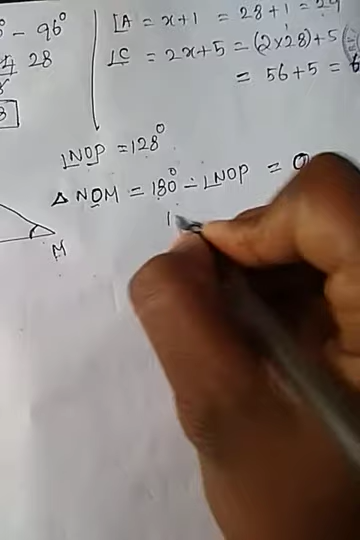 ° - 96°
28
∠A = x+1 = 28+1 = 29
∠C = 2x+5 = (2×28)+5
= 56+5 =
∠NOP = 128°
Δ NOM = 180° - ∠NOP =
M